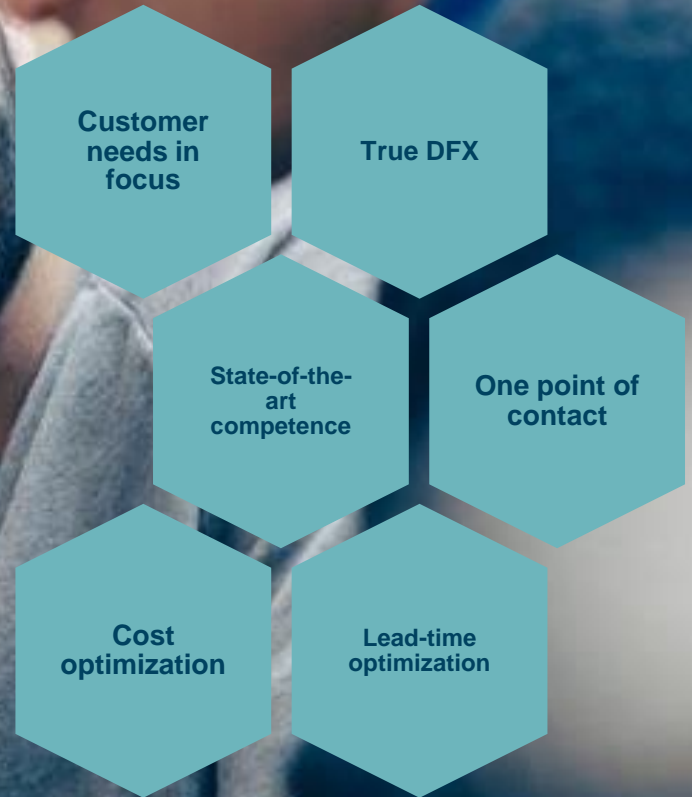 Customer
needs in
focus
True DFX
State-of-the-
art
competence
One point of
contact
Cost
optimization
Lead-time
optimization